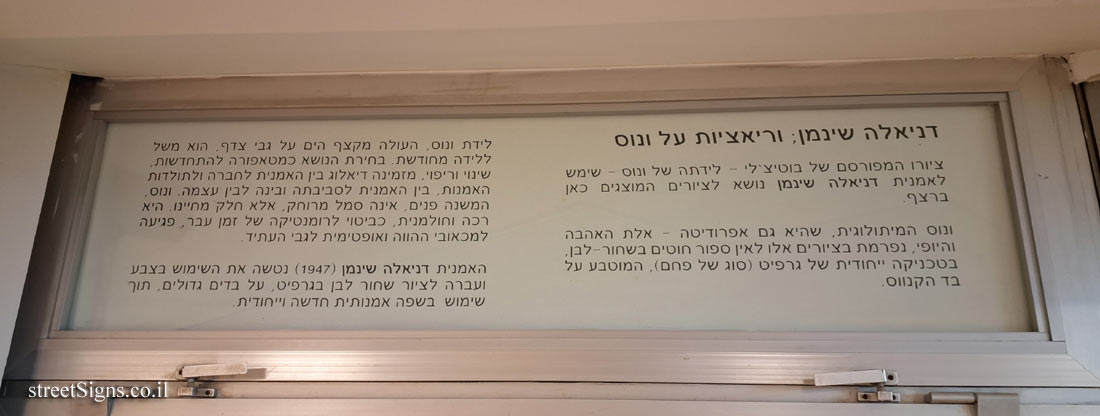 דניאלה שינמן; וריאציות על ונוס
ציורו המפורסם של בוטיצ'לי - לידתה של ונוס - שימש
לאמנית דניאלה שינמן נושא לציורים המוצגים כאן
ברצף.
ונוס המיתולוגית, שהיא גם אפרודיטה - אלת האהבה
והיופי, נפרמת בציורים אלו לאין ספור חוטים בשחור-לבן,
בטכניקה ייחודית של גרפיט (סוג של פחם), המוטבע על
בד הקנווס.
לידת ונוס, העולה מקצף הים על גבי צדף. הוא משל
ללידה מחודשת. בחירת הנושא כמטאפורה להתחדשות,
שינוי וריפוי, מזמינה דיאלוג בין האמנית לחברה ולתולדות
האמנות, בין האמנית לסביבתה ובינה לבין עצמה. ונוס,
המשנה פנים, אינה סמל מרוחק, אלא חלק מחיינו. היא
רכה וחולמנית, כביטוי לרומנטיקה של זמן עבר, פגיעה
למכאובי ההווה ואופטימית לגבי העתיד.
האמנית דניאלה שינמן (1947) נטשה את השימוש בצבע
ועברה לציור שחור לבן בגרפיט, על בדים גדולים, תוך
שימוש בשפה אמנותית חדשה וייחודית.
streetSigns.co.il